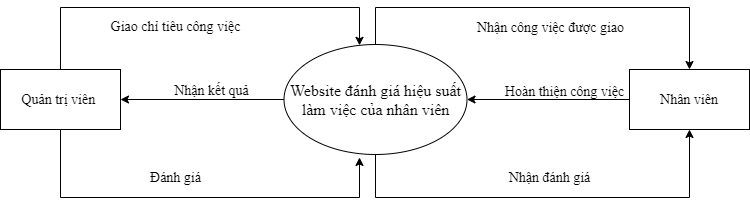 Giao chỉ tiêu công việc
Nhận công việc được giao
Quản trị viên
Nhận kết quả
Website đánh giá hiệu suất
làm việc của nhân viên
Hoàn thiện công việc
Nhân viên
Đánh giá
Nhận đánh giá